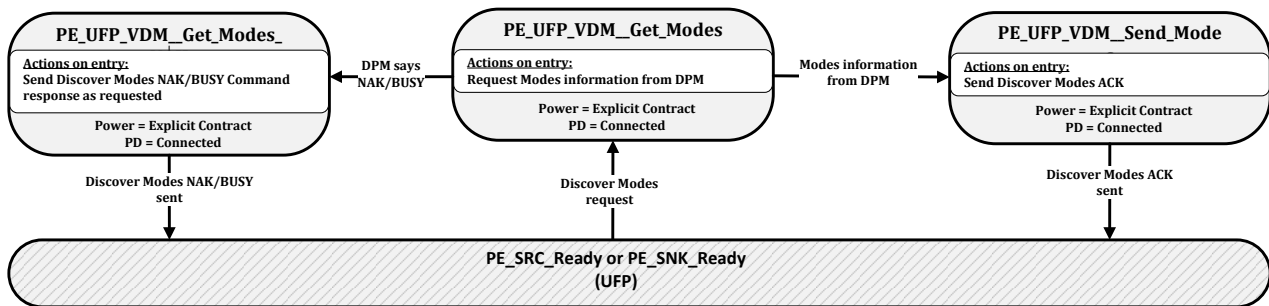 PE_UFP_VDM_Get_Modes_
Actions on entry:
Send Discover Modes NAK/BUSY Command
response as requested
Power = Explicit Contract
PD = Connected
DPM says
NAK/BUSY
PE_UFP_VDM_Get_Modes
Actions on entry:
Request Modes information from DPM
Power = Explicit Contract
PD = Connected
Modes information
from DPM
PE_UFP_VDM_Send_Mode
Actions on entry:
Send Discover Modes ACK
Power = Explicit Contract
PD = Connected
Discover Modes NAK/BUSY
sent
Discover Modes
request
Discover Modes ACK
sent
PE_SRC_Ready or PE_SNK_Ready
(UFP)